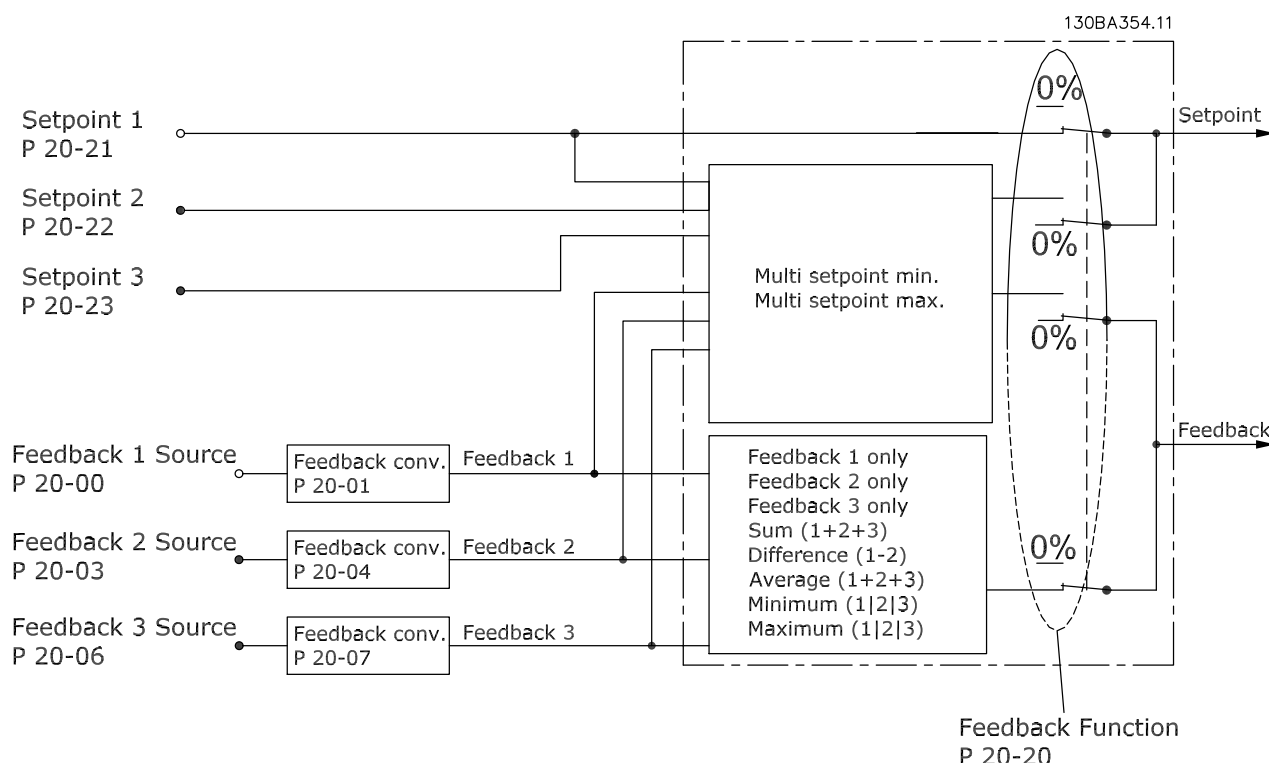 130BA354.11
Setpoint 1
P 20-21
Setpoint 2
P 20-22
Setpoint 3
P 20-23
0%
Setpoint
0%
Multi setpoint min.
Multi setpoint max.
0%
Feedback
Feedback 1 Source
P 20-00
Feedback conv.
P 20-01
Feedback 1
Feedback 2 Source
P 20-03
Feedback conv.
P 20-04
Feedback 2
Feedback 3 Source
P 20-06
Feedback conv.
P 20-07
Feedback 3
Feedback 1 only
Feedback 2 only
Feedback 3 only
Sum (1+2+3)
Difference (1-2)
Average (1+2+3)
Minimum (1|2|3)
Maximum (1|2|3)
0%
Feedback Function
P 20-20